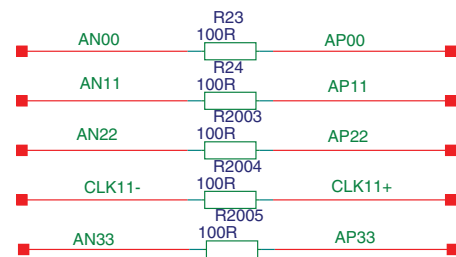 R23
AN00 100R AP00
R24
AN11 100R AP11
R2003
AN22 100R AP22
R2004
CLK11- 100R CLK11+
R2005
AN33 100R AP33